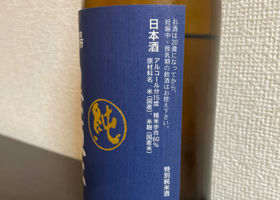 お酒は20歳になってから。
妊娠中、授乳期の飲酒はお控え下さい。
日本酒
アルコール分15度 精米歩合60%
原材料名 米(国産)、米麹(国産米)
純
特別純米酒